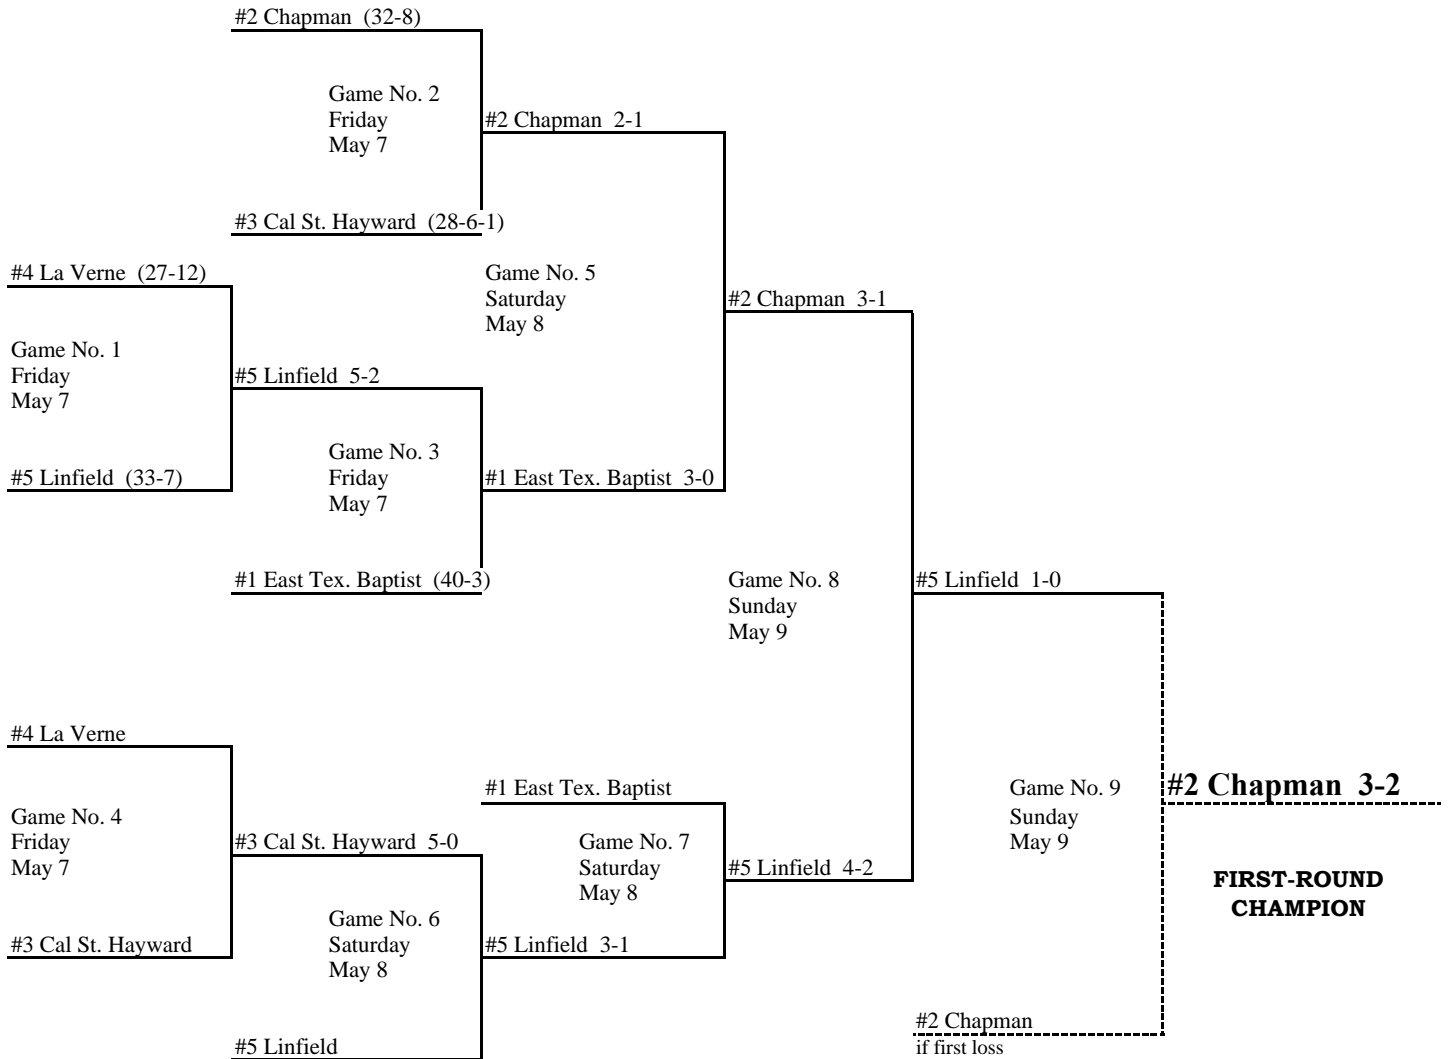 #2 Chapman (32-8)
Game No. 2
Friday
May 7
#2 Chapman 2-1
#3 Cal St. Hayward (28-6-1)
#4 La Verne (27-12)
Game No. 5
Saturday
May 8
#2 Chapman 3-1
Game No. 1
Friday
May 7
#5 Linfield 5-2
Game No. 3
Friday
May 7
#5 Linfield (33-7)
#1 East Tex. Baptist 3-0
#1 East Tex. Baptist (40-3)
Game No. 8
Sunday
May 9
#5 Linfield 1-0
#4 La Verne
Game No. 4
Friday
May 7
#3 Cal St. Hayward 5-0
#3 Cal St. Hayward
#1 East Tex. Baptist
Game No. 7
Saturday
May 8
#5 Linfield 4-2
Game No. 6
Saturday
May 8
#5 Linfield 3-1
#5 Linfield
Game No. 9
Sunday
May 9
#2 Chapman 3-2
FIRST-ROUND
CHAMPION
#2 Chapman
if first loss